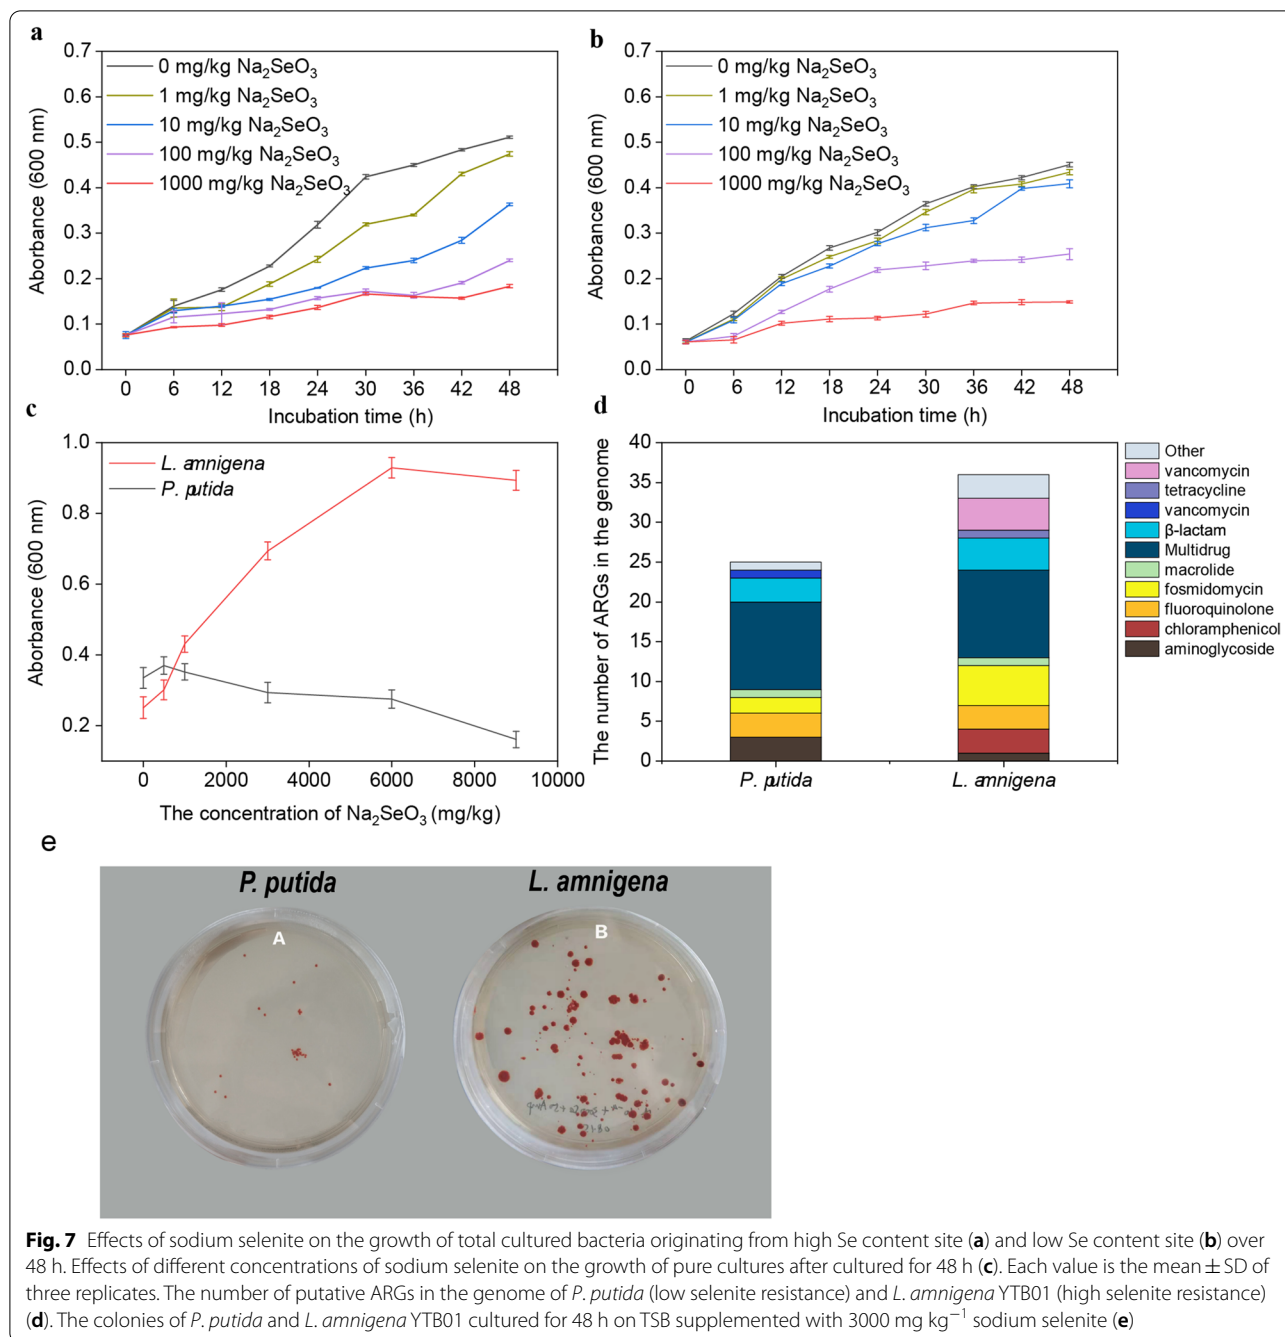 a
0.7
0.6
0.5
0.4
0.3
0.2
0.1
0.0
Aborbance (600 nm)
0 mg/kg Na₂SeO₃
1 mg/kg Na₂SeO₃
10 mg/kg Na₂SeO₃
100 mg/kg Na₂SeO₃
1000 mg/kg Na₂SeO₃
0 6 12 18 24 30 36 42 48
Incubation time (h)
b
0.7
0.6
0.5
0.4
0.3
0.2
0.1
0.0
Aborbance (600 nm)
0 mg/kg Na₂SeO₃
1 mg/kg Na₂SeO₃
10 mg/kg Na₂SeO₃
100 mg/kg Na₂SeO₃
1000 mg/kg Na₂SeO₃
0 6 12 18 24 30 36 42 48
Incubation time (h)
c
1.0
0.8
0.6
0.4
0.2
Aborbance (600 nm)
L. amnigena
P. putida
0 2000 4000 6000 8000 10000
The concentration of Na₂SeO₃ (mg/kg)
d
40
35
30
25
20
15
10
5
0
The number of ARGs in the genome
P. putida L. amnigena
Other
vancomycin
tetracycline
vancomycin
β-lactam
Multidrug
macrolide
fosmidomycin
fluoroquinolone
chloramphenicol
aminoglycoside
e
P. putida L. amnigena
A B
Fig. 7 Effects of sodium selenite on the growth of total cultured bacteria originating from high Se content site (a) and low Se content site (b) over
48 h. Effects of different concentrations of sodium selenite on the growth of pure cultures after cultured for 48 h (c). Each value is the mean ± SD of
three replicates. The number of putative ARGs in the genome of P. putida (low selenite resistance) and L. amnigena YTB01 (high selenite resistance)
(d). The colonies of P. putida and L. amnigena YTB01 cultured for 48 h on TSB supplemented with 3000 mg kg⁻¹ sodium selenite (e)